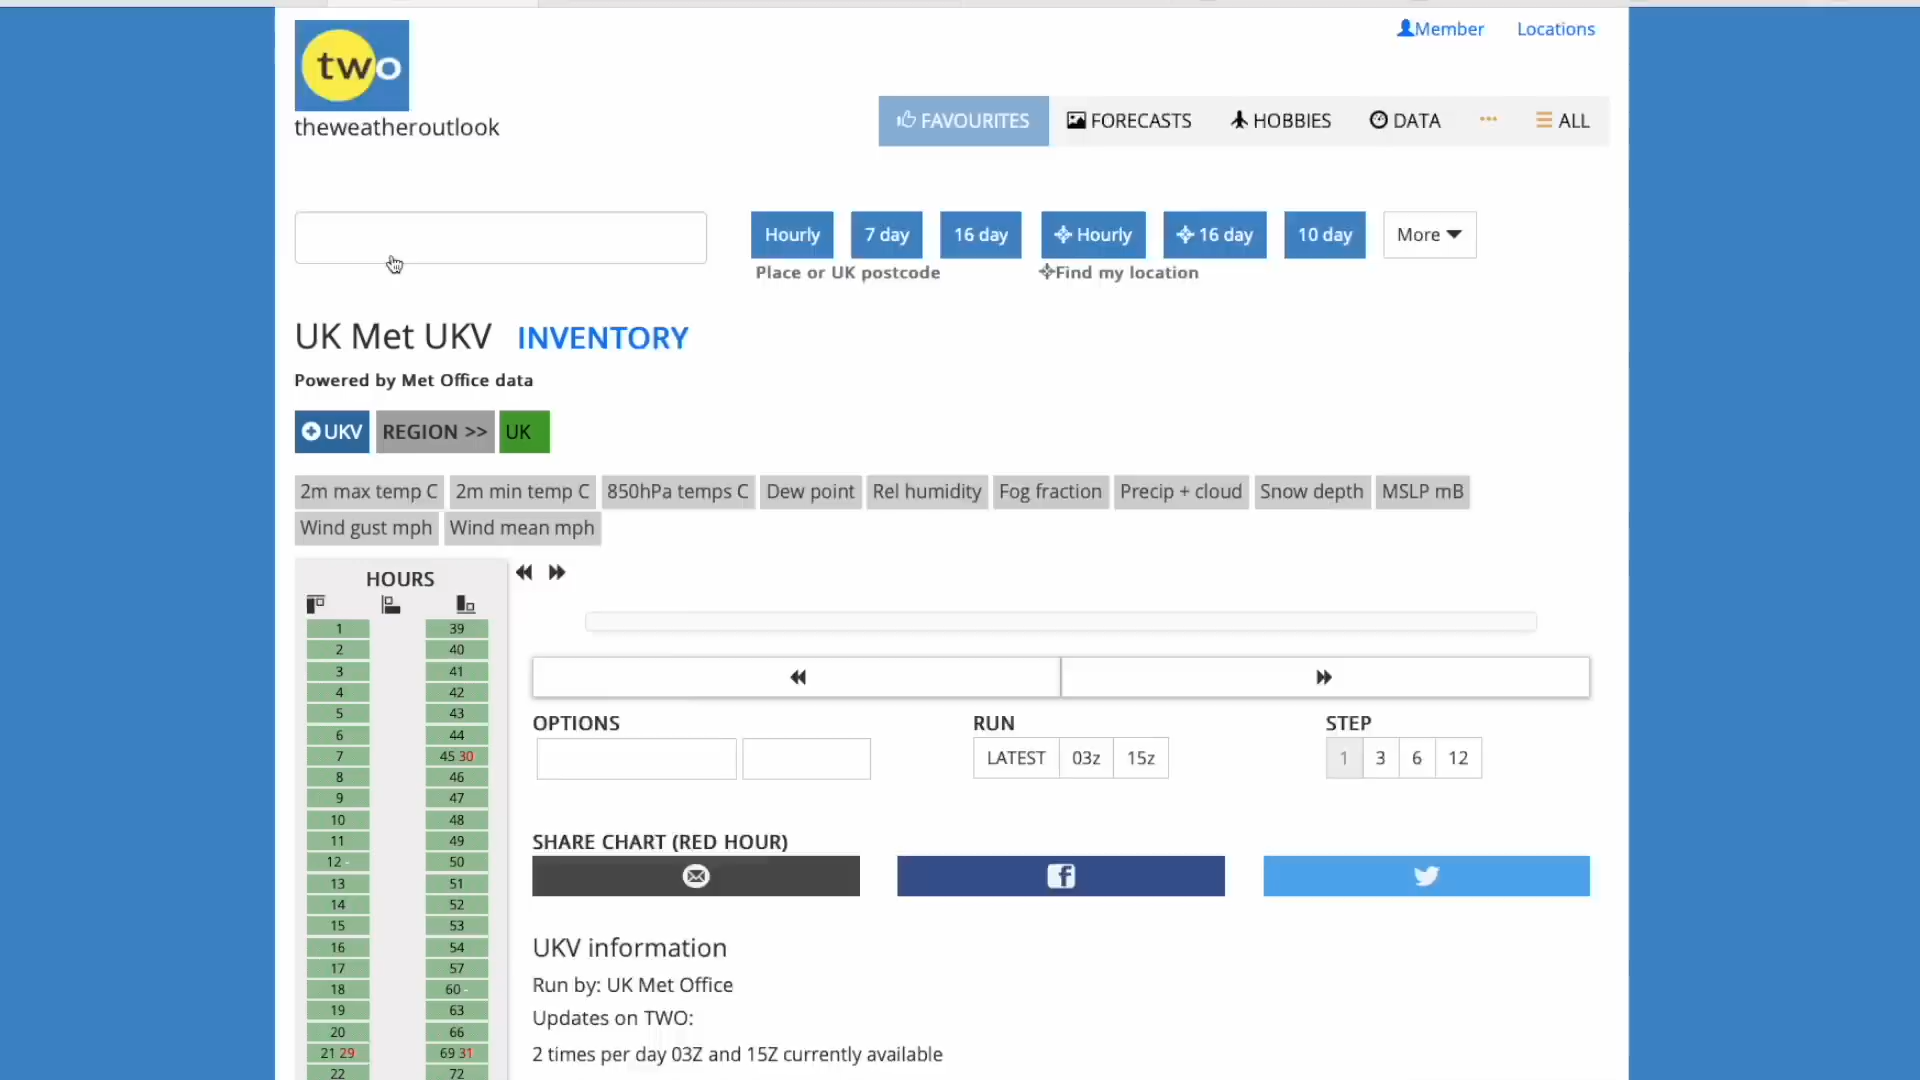 Member Locations
two
theweatheroutlook
FAVOURITES FORECASTS HOBBIES DATA ALL
Hourly 7 day 16 day Hourly 16 day 10 day More
Place or UK postcode Find my location
UK Met UKV INVENTORY
Powered by Met Office data
UKV REGION >> UK
2m max temp C 2m min temp C 850hPa temps C Dew point Rel humidity Fog fraction Precip + cloud Snow depth MSLP mB
Wind gust mph Wind mean mph
HOURS
1 39
2 40
3 41
4 42
5 43
6 44
7 45 30
8 46
9 47
10 48
11 49
12 - 50
13 51
14 52
15 53
16 54
17 57
18 60 -
19 63
20 66
21 29 69 31
22 72
OPTIONS RUN STEP
LATEST 03z 15z 1 3 6 12
SHARE CHART (RED HOUR)
UKV information
Run by: UK Met Office
Updates on TWO:
2 times per day 03Z and 15Z currently available